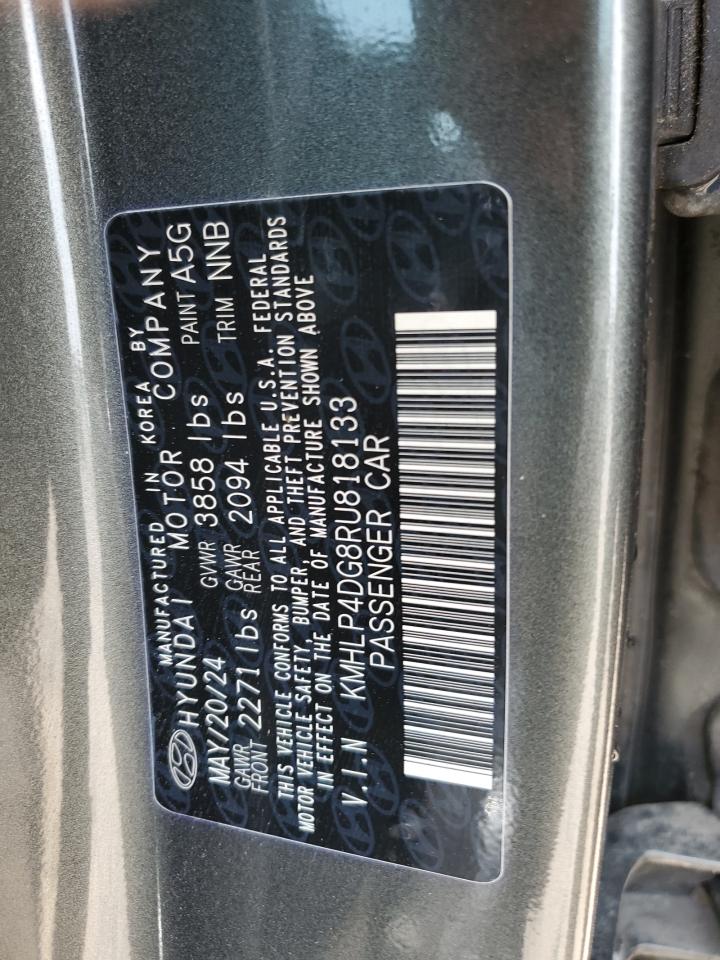 MANUFACTURED IN KOREA BY
HYUNDAI MOTOR COMPANY
MAY/20/24 GVWR 3858 lbs PAINT A5G
GAWR FRONT 2271 lbs GAWR REAR 2094 lbs TRIM NNB
THIS VEHICLE CONFORMS TO ALL APPLICABLE U.S.A. FEDERAL
MOTOR VEHICLE SAFETY, BUMPER, AND THEFT PREVENTION STANDARDS
IN EFFECT ON THE DATE OF MANUFACTURE SHOWN ABOVE
V.I.N KMHLP4DG8RU818133
PASSENGER CAR